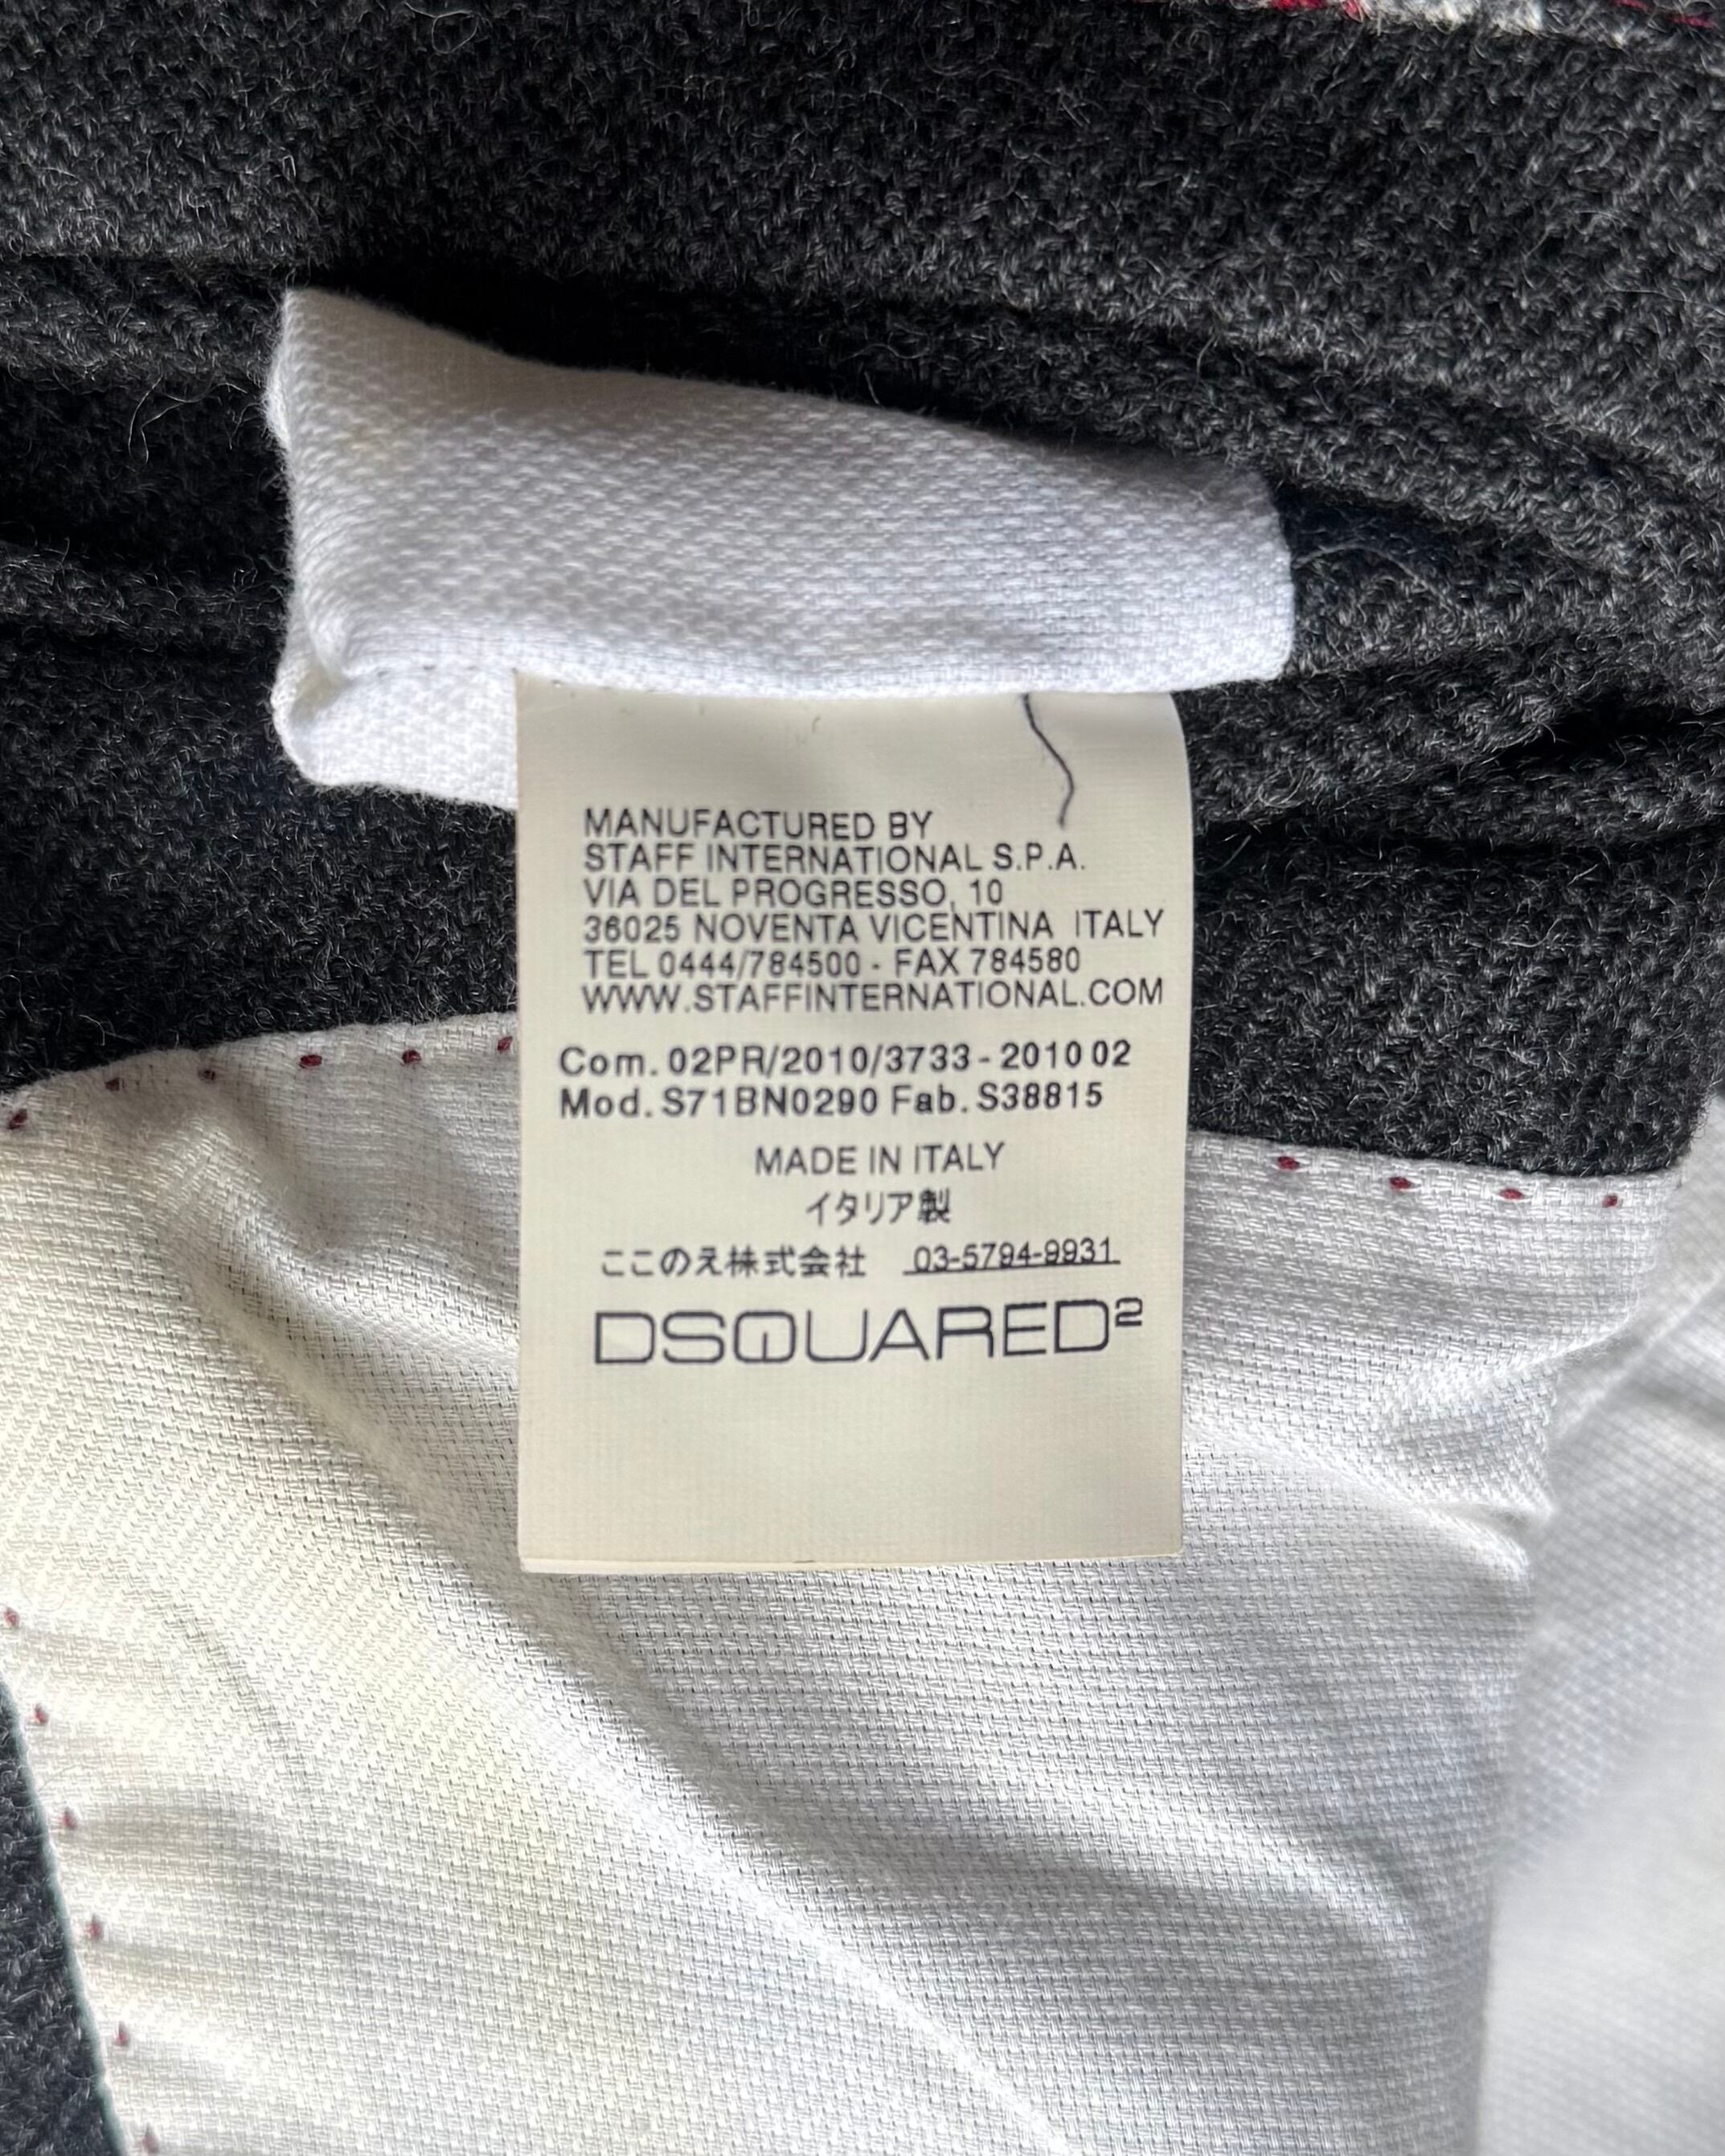 MANUFACTURED BY
STAFF INTERNATIONAL S.P.A.
VIA DEL PROGRESSO, 10
36025 NOVENTA VICENTINA ITALY
TEL 0444/784500 - FAX 784580
WWW.STAFFINTERNATIONAL.COM
Com. 02PR/2010/3733 - 2010 02
Mod. S71BN0290 Fab. S38815
MADE IN ITALY
イタリア製
ここのえ株式会社 03-5794-9931
DSQUARED²